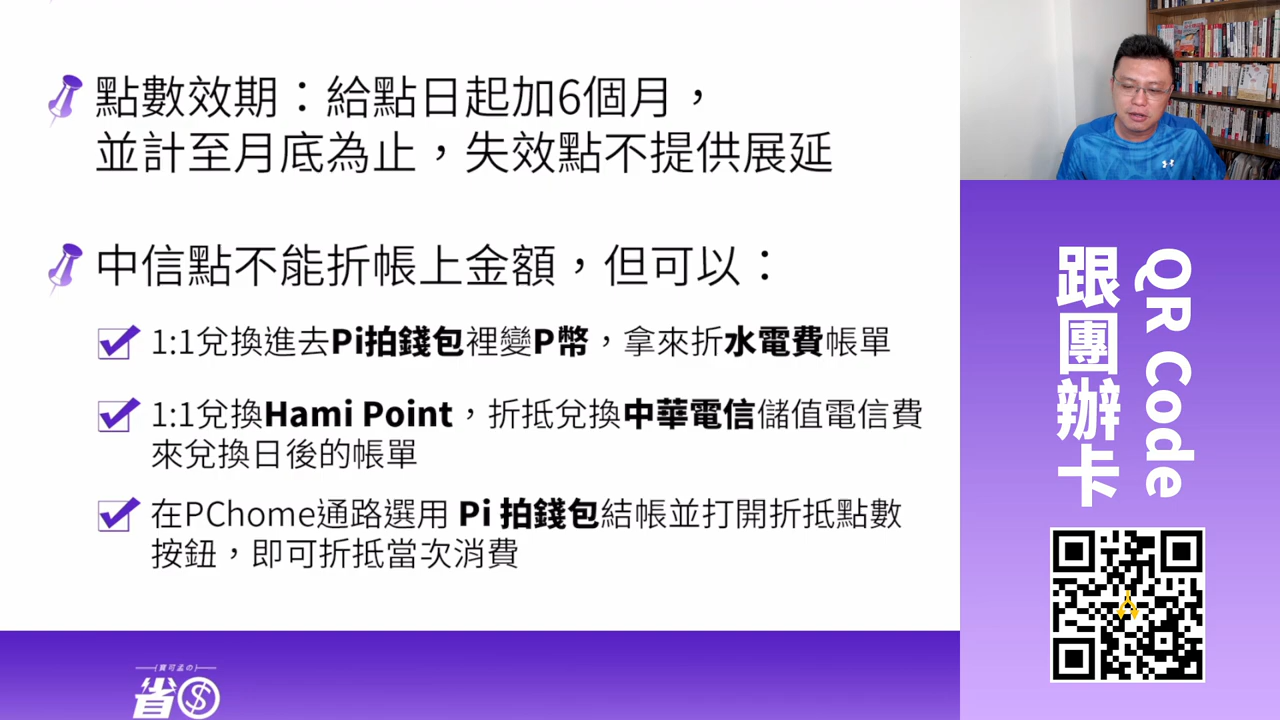 點數效期：給點日起加6個月，
並計至月底為止，失效點不提供展延
中信點不能折帳上金額，但可以：
1:1兌換進去Pi拍錢包裡變P幣，拿來折水電費帳單
1:1兌換Hami Point，折抵兌換中華電信儲值電信費
來兌換日後的帳單
在PChome通路選用 Pi 拍錢包結帳並打開折抵點數
按鈕，即可折抵當次消費
QR Code
跟團辦卡
寶可孟の
省$